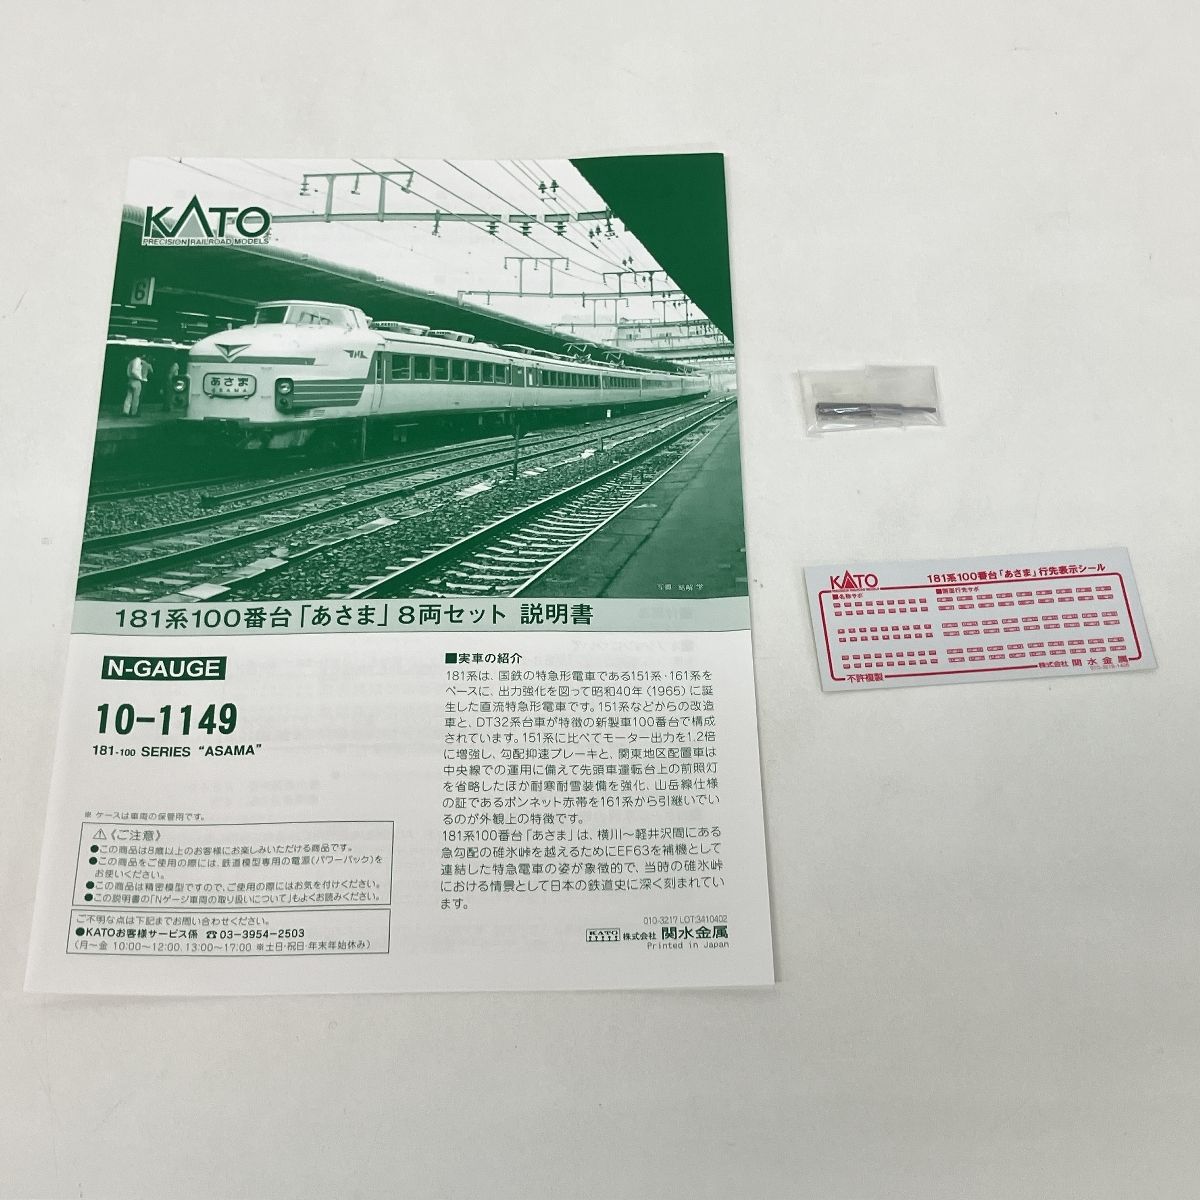 KATO
PRECISION RAILROAD MODELS
6
あさま
ASAMA
181系100番台「あさま」8両セット 説明書
N-GAUGE
10-1149
181-100 SERIES “ASAMA”
※ ケースは車両の保管用です。
⚠《ご注意》
●この商品は8歳以上のお客様にお楽しみいただける商品です。
●この商品をご使用の際には、鉄道模型専用の電源(パワーパック)を
お使いください。
●この商品は精密模型ですので、ご使用の際にはお気を付けください。
●この説明書の「Nゲージ車両の取り扱いについて」もよくお読みください。
ご不明な点は下記までお問い合わせください。
●KATOお客様サービス係 ☎03-3954-2503
(月〜金 10:00〜12:00、13:00〜17:00 ※土日・祝日・年末年始休み)
■実車の紹介
181系は、国鉄の特急形電車である151系・161系を
ベースに、出力強化を図って昭和40年(1965)に誕
生した直流特急形電車です。151系などからの改造
車と、DT32系台車が特徴の新製車100番台で構成
されています。151系に比べてモーター出力を1.2倍
に増強し、勾配抑速ブレーキと、関東地区配置車は
中央線での運用に備えて先頭車運転台上の前照灯
を省略したほか耐寒耐雪装備を強化、山岳線仕様
の証であるボンネット赤帯を161系から引継いでい
るのが外観上の特徴です。
181系100番台「あさま」は、横川〜軽井沢間にある
急勾配の碓氷峠を越えるためにEF63を補機として
連結した特急電車の姿が象徴的で、当時の碓氷峠
における情景として日本の鉄道史に深く刻まれてい
ます。
010-3217 LOT:3410402
KATO 株式会社 関水金属
Printed in Japan
KATO
PRECISION RAILROAD MODELS
181系100番台「あさま」行先表示シール
■名称サボ
■側面行先サボ
株式会社 関水金属
不許複製